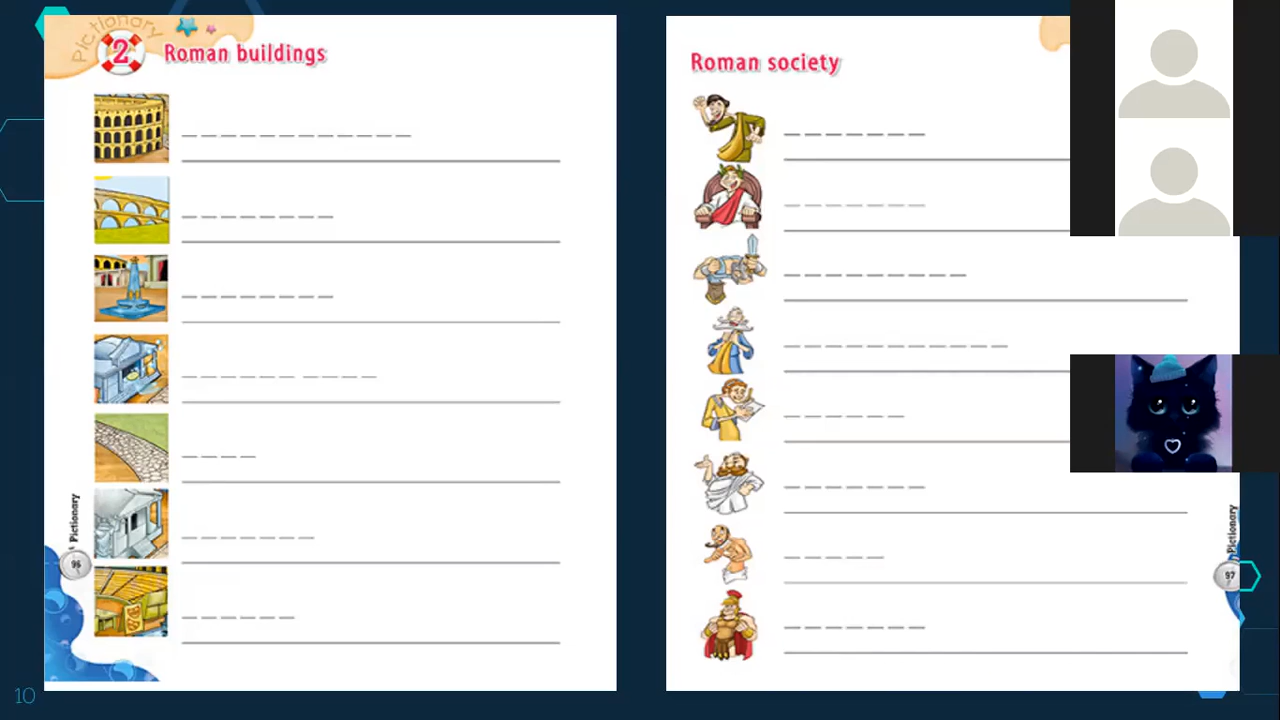 Pictionary
2
Roman buildings
Pictionary
96
10
Roman society
Pictionary
97